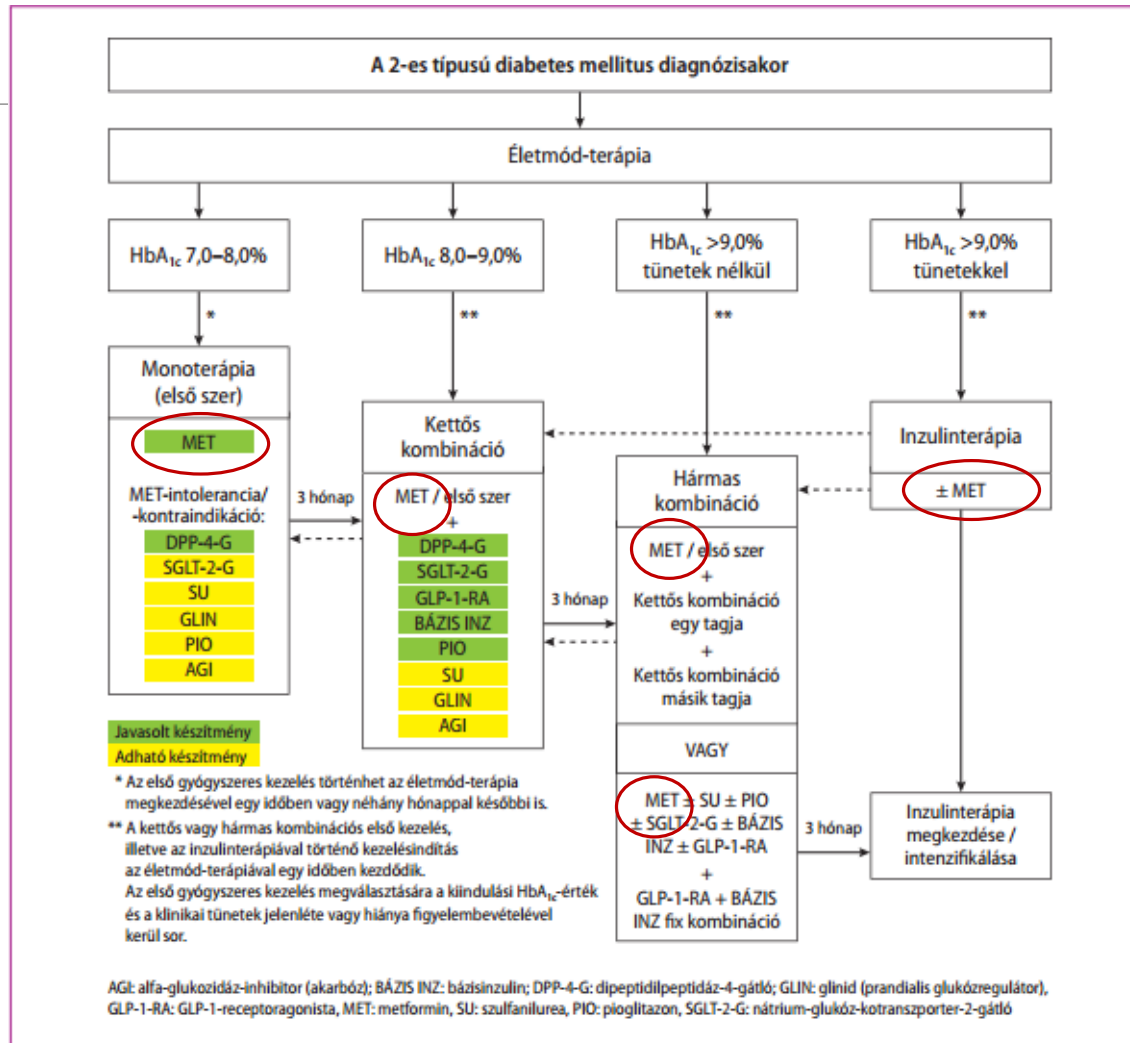 A 2-es típusú diabetes mellitus diagnózisakor
Életmód-terápia
HbA1c 7,0–8,0%
HbA1c 8,0–9,0%
HbA1c >9,0%
tünetek nélkül
HbA1c >9,0%
tünetekkel
*
**
**
**
Monoterápia
(első szer)
MET
MET-intolerancia/
-kontraindikáció:
DPP-4-G
SGLT-2-G
SU
GLIN
PIO
AGI
3 hónap
Kettős
kombináció
MET / első szer
+
DPP-4-G
SGLT-2-G
GLP-1-RA
BÁZIS INZ
PIO
SU
GLIN
AGI
3 hónap
Hármas
kombináció
MET / első szer
+
Kettős kombináció
egy tagja
+
Kettős kombináció
másik tagja
VAGY
MET ± SU ± PIO
± SGLT-2-G ± BÁZIS
INZ ± GLP-1-RA
+
GLP-1-RA + BÁZIS
INZ fix kombináció
3 hónap
Inzulinterápia
± MET
Inzulinterápia
megkezdése /
intenzifikálása
Javasolt készítmény
Adható készítmény
* Az első gyógyszeres kezelés történhet az életmód-terápia
megkezdésével egy időben vagy néhány hónappal későbbi is.
** A kettős vagy hármas kombinációs első kezelés,
illetve az inzulinterápiával történő kezelésindítás
az életmód-terápiával egy időben kezdődik.
Az első gyógyszeres kezelés megválasztására a kiindulási HbA1c-érték
és a klinikai tünetek jelenléte vagy hiánya figyelembevételével
kerül sor.
AGI: alfa-glukozidáz-inhibitor (akarbóz); BÁZIS INZ: bázisinzulin; DPP-4-G: dipeptidilpeptidáz-4-gátló; GLIN: glinid (prandialis glukózregulátor),
GLP-1-RA: GLP-1-receptoragonista, MET: metformin, SU: szulfanilurea, PIO: pioglitazon, SGLT-2-G: nátrium-glukóz-kotranszporter-2-gátló